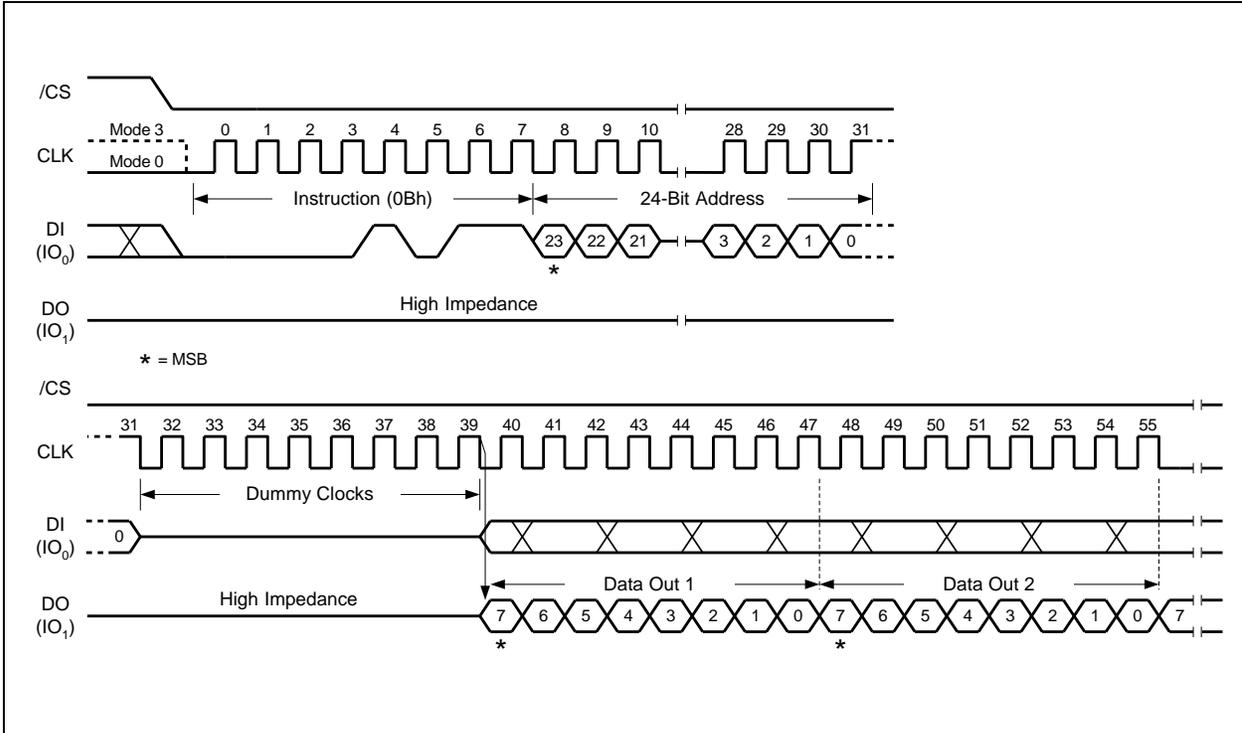 /CS
Mode 3 0 1 2 3 4 5 6 7 8 9 10 28 29 30 31
CLK
Mode 0
Instruction (0Bh) 24-Bit Address
DI
(IO0)
23 22 21 3 2 1 0
*
High Impedance
DO
(IO1)
* = MSB
/CS
31 32 33 34 35 36 37 38 39 40 41 42 43 44 45 46 47 48 49 50 51 52 53 54 55
CLK
Dummy Clocks
DI
(IO0)
0
Data Out 1 Data Out 2
High Impedance
DO
(IO1)
7 6 5 4 3 2 1 0 7 6 5 4 3 2 1 0 7
* *